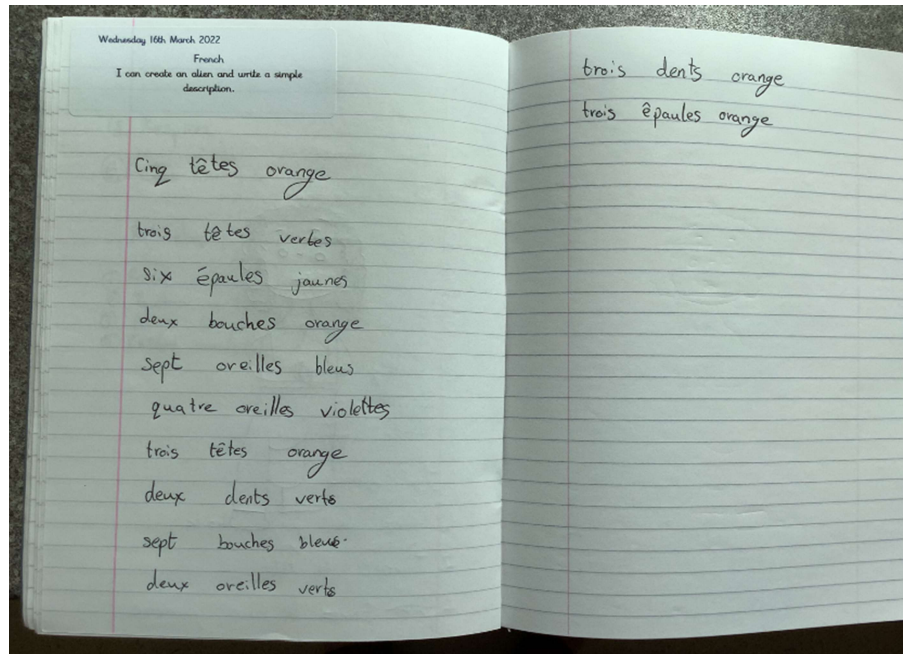 Wednesday 16th March 2022
French
I can create an alien and write a simple
description.
Cinq têtes orange
trois têtes vertes
six épaules jaunes
deux bouches orange
sept oreilles bleus
quatre oreilles violettes
trois têtes orange
deux dents verts
sept bouches bleus
deux oreilles verts
trois dents orange
trois êpaules orange